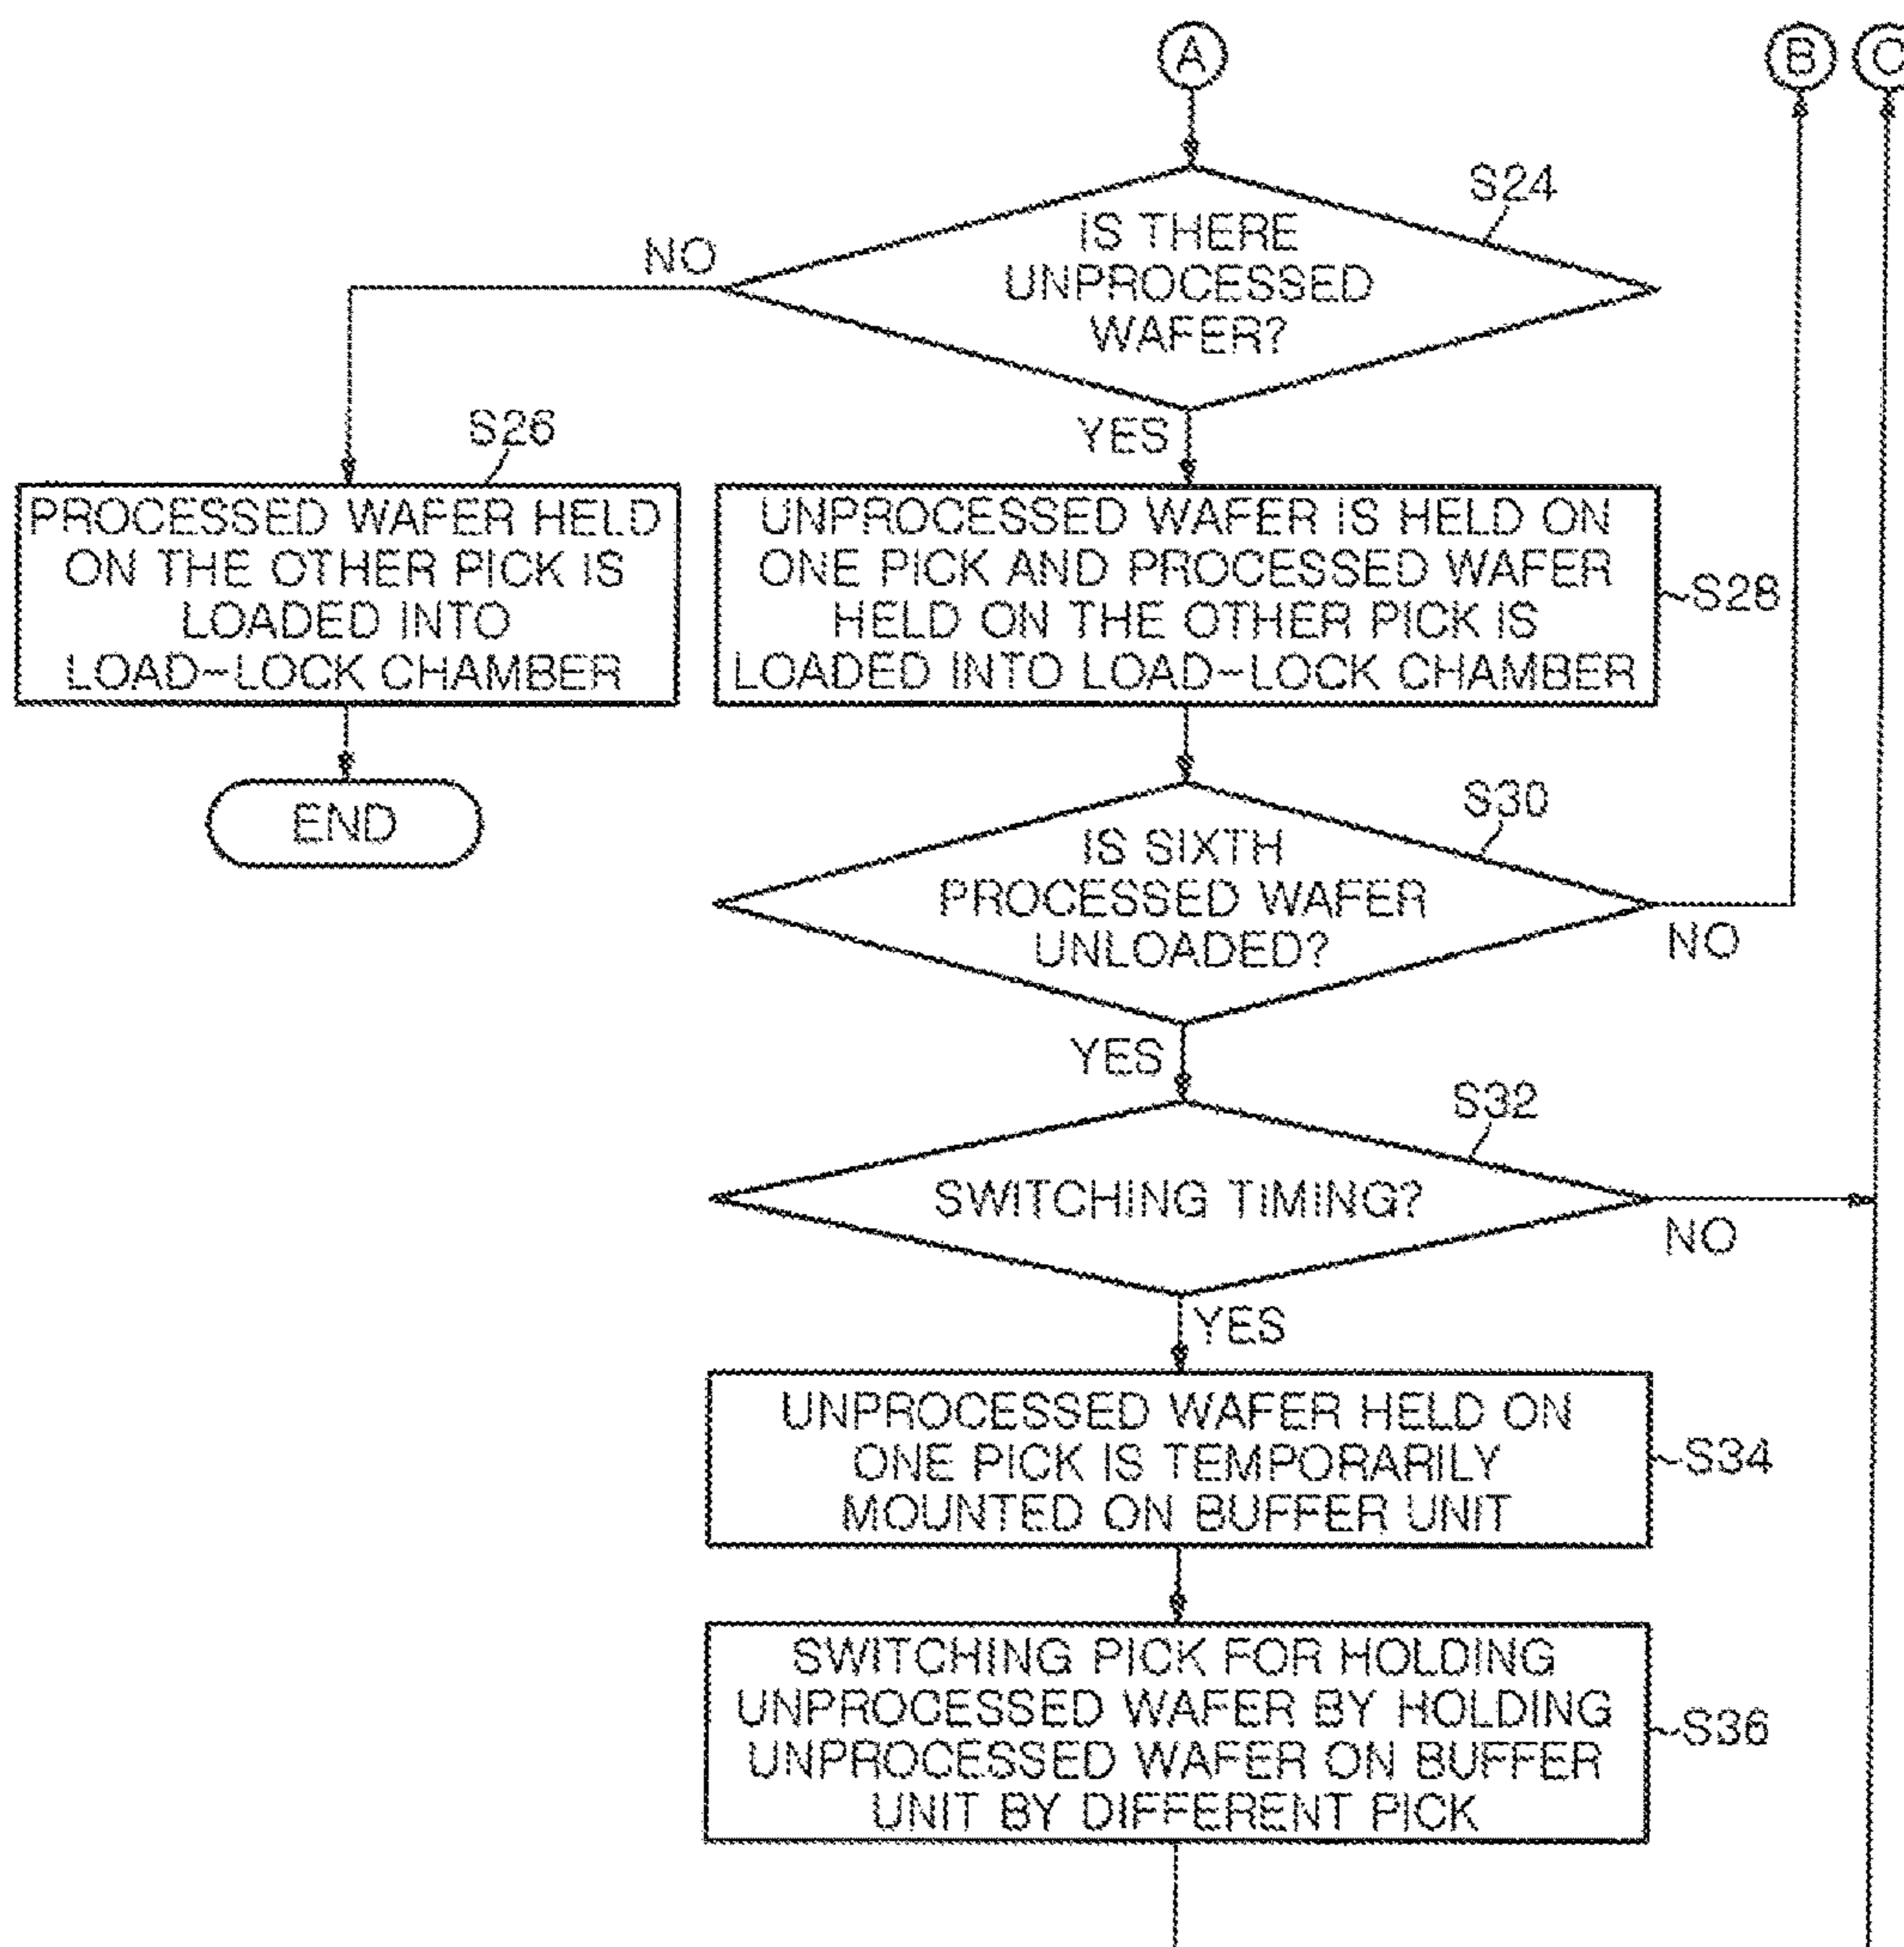 A
B
C
S24
IS THERE
UNPROCESSED
WAFER?
NO
YES
S26
PROCESSED WAFER HELD
ON THE OTHER PICK IS
LOADED INTO
LOAD-LOCK CHAMBER
END
UNPROCESSED WAFER IS HELD ON
ONE PICK AND PROCESSED WAFER
HELD ON THE OTHER PICK IS
LOADED INTO LOAD-LOCK CHAMBER
S28
S30
IS SIXTH
PROCESSED WAFER
UNLOADED?
NO
YES
S32
SWITCHING TIMING?
NO
YES
UNPROCESSED WAFER HELD ON
ONE PICK IS TEMPORARILY
MOUNTED ON BUFFER UNIT
S34
SWITCHING PICK FOR HOLDING
UNPROCESSED WAFER BY HOLDING
UNPROCESSED WAFER ON BUFFER
UNIT BY DIFFERENT PICK
S36